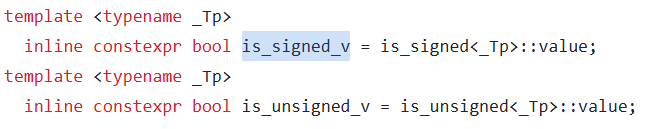 template <typename _Tp>
  inline constexpr bool is_signed_v = is_signed<_Tp>::value;
template <typename _Tp>
  inline constexpr bool is_unsigned_v = is_unsigned<_Tp>::value;